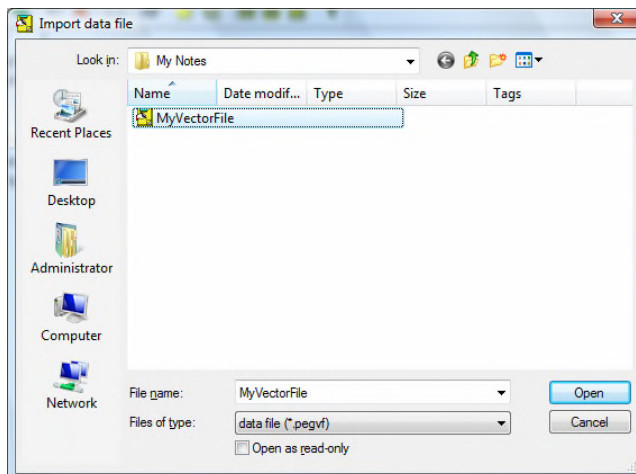 Import data file
Look in: My Notes
Name Date modif... Type Size Tags
MyVectorFile
Recent Places
Desktop
Administrator
Computer
Network
File name: MyVectorFile Open
Files of type: data file (*.pegvf) Cancel
Open as read-only